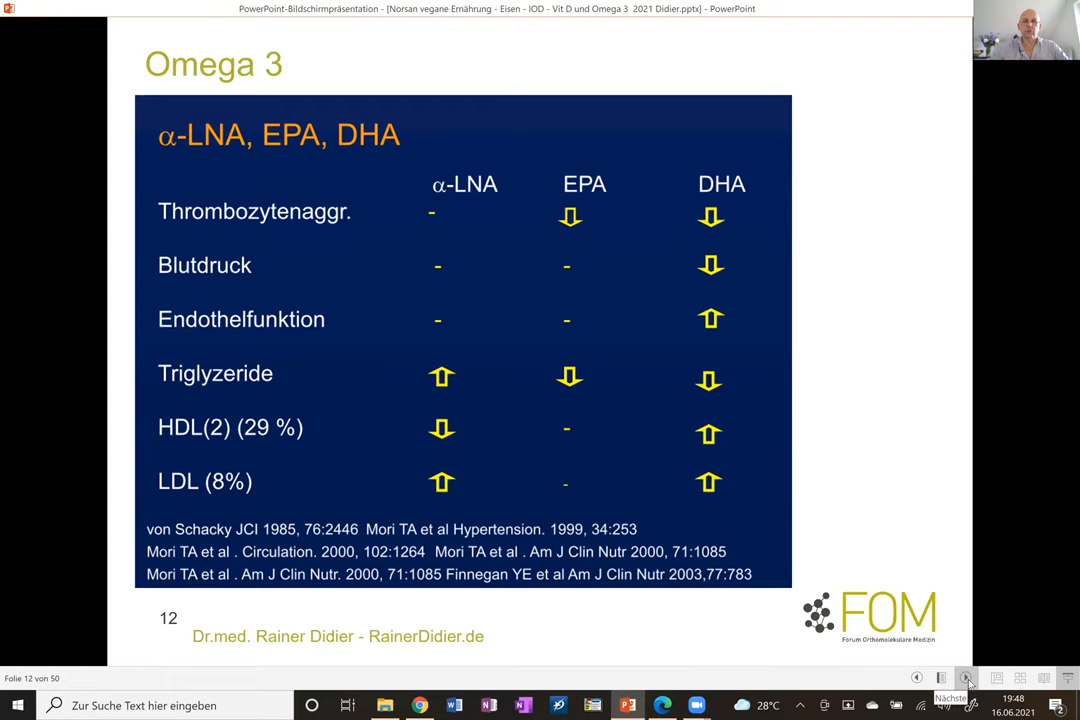 PowerPoint-Bildschirmpräsentation - [Norsan vegane Ernährung - Eisen - IOD - Vit D und Omega 3 2021 Didier.pptx] - PowerPoint
Omega 3
α-LNA, EPA, DHA
α-LNA EPA DHA
Thrombozytenaggr. -
Blutdruck - -
Endothelfunktion - -
Triglyzeride
HDL(2) (29 %) -
LDL (8%) -
von Schacky JCI 1985, 76:2446 Mori TA et al Hypertension. 1999, 34:253
Mori TA et al . Circulation. 2000, 102:1264 Mori TA et al . Am J Clin Nutr 2000, 71:1085
Mori TA et al . Am J Clin Nutr. 2000, 71:1085 Finnegan YE et al Am J Clin Nutr 2003,77:783
12
Dr.med. Rainer Didier - RainerDidier.de
FOM
Forum Orthomolekulare Medizin
Folie 12 von 50
Nächste
Suche Text hier eingeben
28°C
19:48
16.06.2021
2